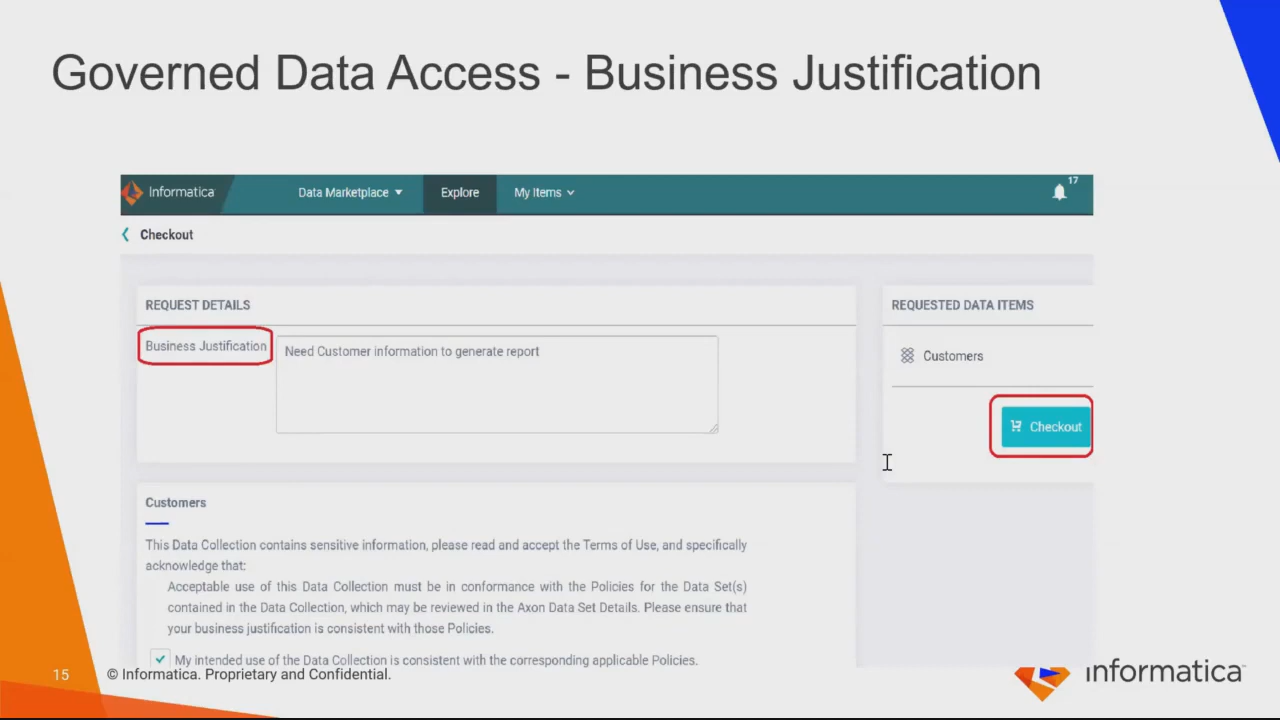 Governed Data Access - Business Justification
Informatica
Data Marketplace
Explore
My Items
17
Checkout
REQUEST DETAILS
Business Justification
Need Customer information to generate report
REQUESTED DATA ITEMS
Customers
Checkout
Customers
This Data Collection contains sensitive information, please read and accept the Terms of Use, and specifically
acknowledge that:
Acceptable use of this Data Collection must be in conformance with the Policies for the Data Set(s)
contained in the Data Collection, which may be reviewed in the Axon Data Set Details. Please ensure that
your business justification is consistent with those Policies.
My intended use of the Data Collection is consistent with the corresponding applicable Policies.
15
© Informatica. Proprietary and Confidential.
Informatica